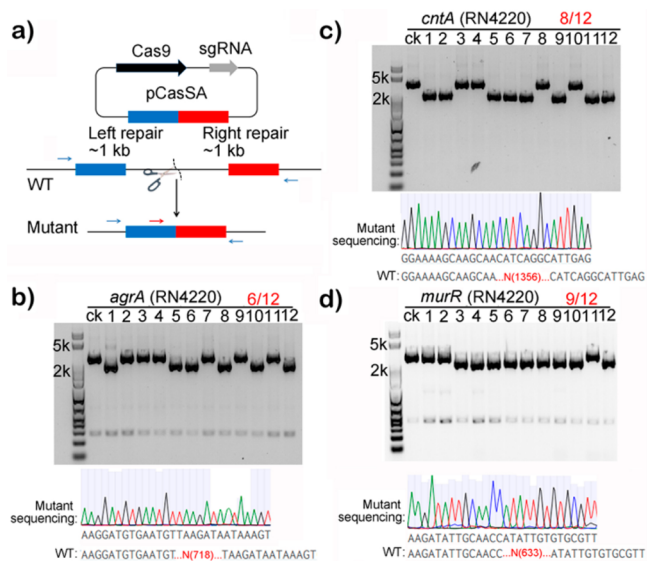 a)
Cas9 sgRNA
pCasSA
Left repair
~1 kb
Right repair
~1 kb
WT
Mutant
b)
agrA (RN4220) 6/12
ck 1 2 3 4 5 6 7 8 9 10 11 12
5k
2k
Mutant
sequencing:
AAGGATGTGAATGTTAAGATAATAAAGT
WT: AAGGATGTGAATGT...N(718)...TAAGATAATAAAGT
c)
cntA (RN4220) 8/12
ck 1 2 3 4 5 6 7 8 9 10 11 12
5k
2k
Mutant
sequencing:
GGAAAAGCAAGCAACATCAGGCATTGAG
WT: GGAAAAGCAAGCAA...N(1356)...CATCAGGCATTGAG
d)
murR (RN4220) 9/12
ck 1 2 3 4 5 6 7 8 9 10 11 12
5k
2k
Mutant
sequencing:
AAGATATTGCAACCATATTGTGTGCGTT
WT: AAGATATTGCAACC...N(633)...ATATTGTGTGCGTT